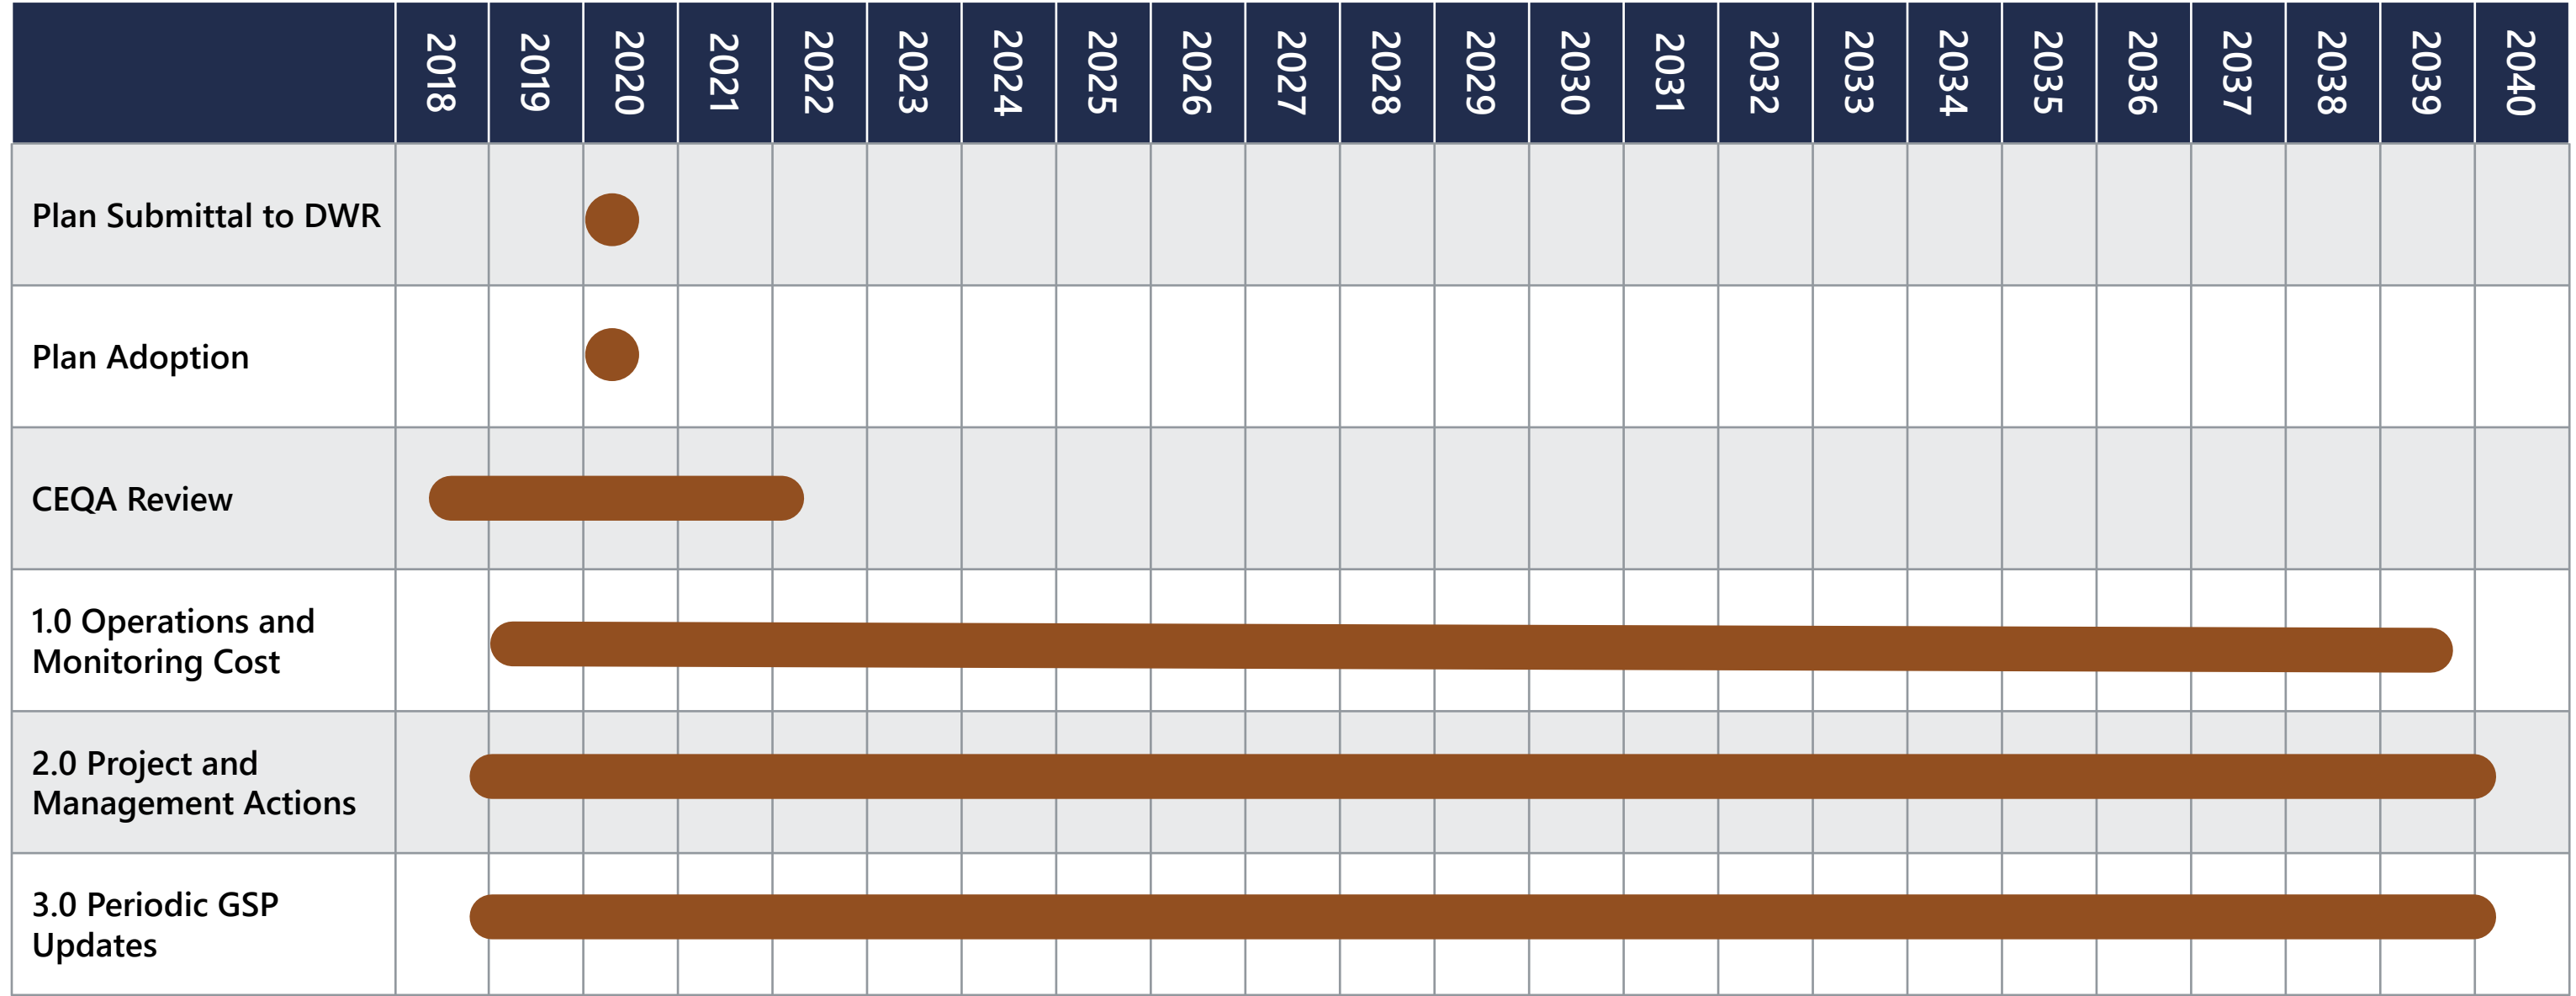 2018
2019
2020
2021
2022
2023
2024
2025
2026
2027
2028
2029
2030
2031
2032
2033
2034
2035
2036
2037
2038
2039
2040
Plan Submittal to DWR
Plan Adoption
CEQA Review
1.0 Operations and
Monitoring Cost
2.0 Project and
Management Actions
3.0 Periodic GSP
Updates